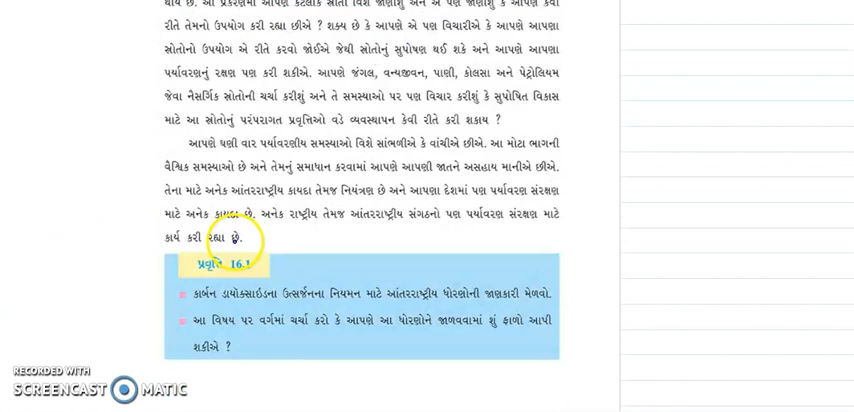 થાય છે. આ પ્રકરણમાં આપણે કેટલાક સ્રોતો વિશે જાણીશું અને એ પણ જાણીશું કે આપણે કેવી
રીતે તેમનો ઉપયોગ કરી રહ્યા છીએ ? શક્ય છે કે આપણે એ પણ વિચારીએ કે આપણે આપણા
સ્રોતોનો ઉપયોગ એ રીતે કરવો જોઈએ જેથી સ્રોતોનું સુપોષણ થઈ શકે અને આપણે આપણા
પર્યાવરણનું રક્ષણ પણ કરી શકીએ. આપણે જંગલ, વન્યજીવન, પાણી, કોલસા અને પેટ્રોલિયમ
જેવા નૈસર્ગિક સ્રોતોની ચર્ચા કરીશું અને તે સમસ્યાઓ પર પણ વિચાર કરીશું કે સુપોષિત વિકાસ
માટે આ સ્રોતોનું પરંપરાગત પ્રવૃત્તિઓ વડે વ્યવસ્થાપન કેવી રીતે કરી શકાય ?
આપણે ઘણી વાર પર્યાવરણીય સમસ્યાઓ વિશે સાંભળીએ કે વાંચીએ છીએ. આ મોટા ભાગની
વૈશ્વિક સમસ્યાઓ છે અને તેમનું સમાધાન કરવામાં આપણે આપણી જાતને અસહાય માનીએ છીએ.
તેના માટે અનેક આંતરરાષ્ટ્રીય કાયદા તેમજ નિયંત્રણ છે અને આપણા દેશમાં પણ પર્યાવરણ સંરક્ષણ
માટે અનેક કાયદા છે. અનેક રાષ્ટ્રીય તેમજ આંતરરાષ્ટ્રીય સંગઠનો પણ પર્યાવરણ સંરક્ષણ માટે
કાર્ય કરી રહ્યા છે.
પ્રવૃત્તિ 16.1
કાર્બન ડાયૉક્સાઇડના ઉત્સર્જનના નિયમન માટે આંતરરાષ્ટ્રીય ધોરણોની જાણકારી મેળવો.
આ વિષય પર વર્ગમાં ચર્ચા કરો કે આપણે આ ધોરણોને જાળવવામાં શું ફાળો આપી
શકીએ ?
RECORDED WITH
SCREENCAST MATIC